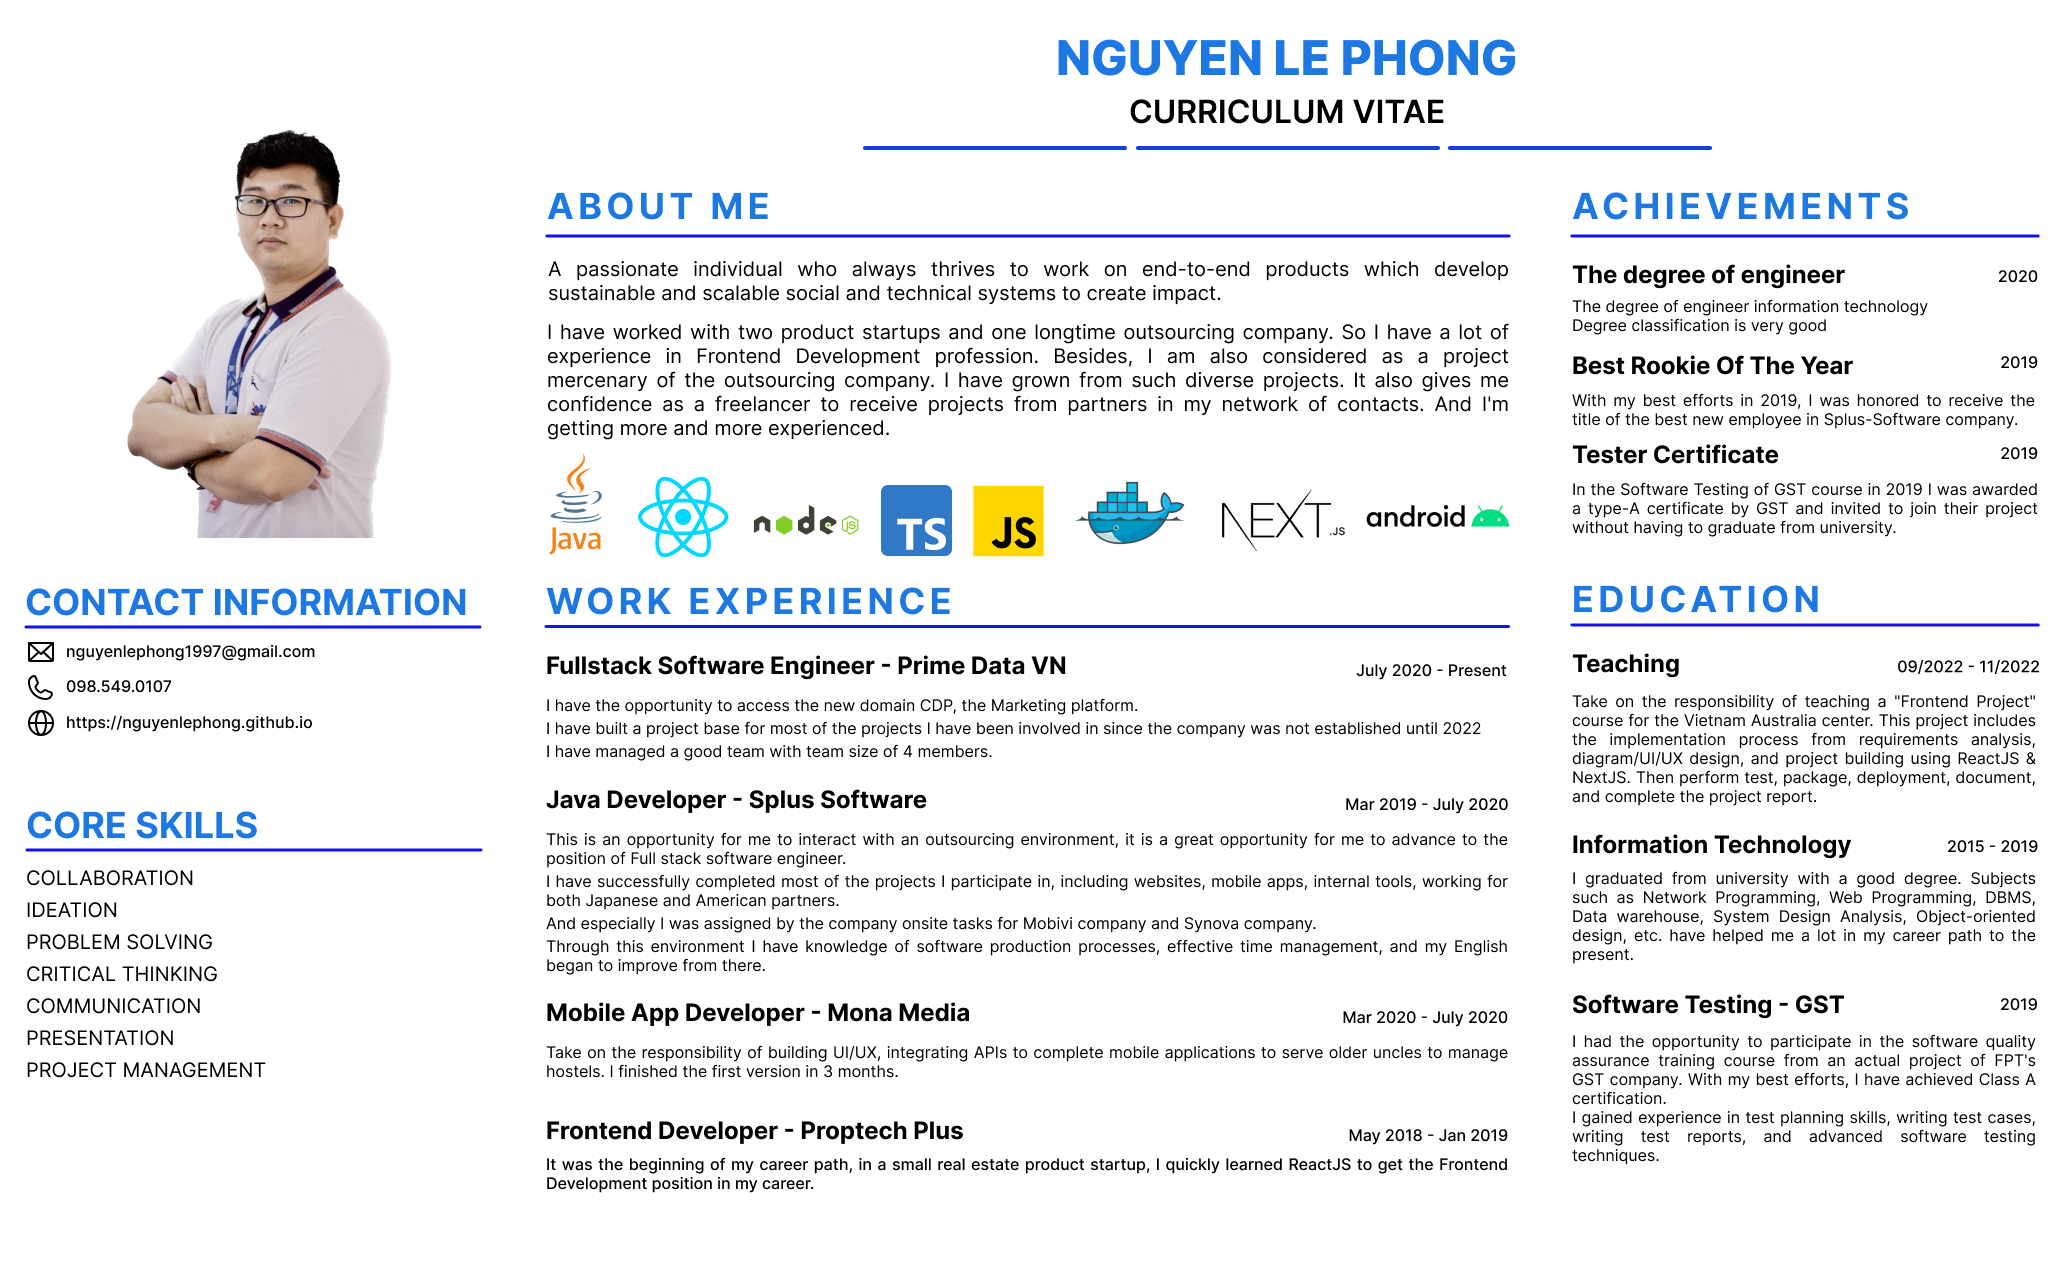 NGUYEN LE PHONG
CURRICULUM VITAE
CONTACT INFORMATION
nguyenlephong1997@gmail.com
098.549.0107
https://nguyenlephong.github.io
CORE SKILLS
COLLABORATION
IDEATION
PROBLEM SOLVING
CRITICAL THINKING
COMMUNICATION
PRESENTATION
PROJECT MANAGEMENT
ABOUT ME
A passionate individual who always thrives to work on end-to-end products which develop
sustainable and scalable social and technical systems to create impact.
I have worked with two product startups and one longtime outsourcing company. So I have a lot of
experience in Frontend Development profession. Besides, I am also considered as a project
mercenary of the outsourcing company. I have grown from such diverse projects. It also gives me
confidence as a freelancer to receive projects from partners in my network of contacts. And I'm
getting more and more experienced.
Java
node JS
TS
JS
NEXT.JS
android
WORK EXPERIENCE
Fullstack Software Engineer - Prime Data VN
July 2020 - Present
I have the opportunity to access the new domain CDP, the Marketing platform.
I have built a project base for most of the projects I have been involved in since the company was not established until 2022
I have managed a good team with team size of 4 members.
Java Developer - Splus Software
Mar 2019 - July 2020
This is an opportunity for me to interact with an outsourcing environment, it is a great opportunity for me to advance to the
position of Full stack software engineer.
I have successfully completed most of the projects I participate in, including websites, mobile apps, internal tools, working for
both Japanese and American partners.
And especially I was assigned by the company onsite tasks for Mobivi company and Synova company.
Through this environment I have knowledge of software production processes, effective time management, and my English
began to improve from there.
Mobile App Developer - Mona Media
Mar 2020 - July 2020
Take on the responsibility of building UI/UX, integrating APIs to complete mobile applications to serve older uncles to manage
hostels. I finished the first version in 3 months.
Frontend Developer - Proptech Plus
May 2018 - Jan 2019
It was the beginning of my career path, in a small real estate product startup, I quickly learned ReactJS to get the Frontend
Development position in my career.
ACHIEVEMENTS
The degree of engineer
2020
The degree of engineer information technology
Degree classification is very good
Best Rookie Of The Year
2019
With my best efforts in 2019, I was honored to receive the
title of the best new employee in Splus-Software company.
Tester Certificate
2019
In the Software Testing of GST course in 2019 I was awarded
a type-A certificate by GST and invited to join their project
without having to graduate from university.
EDUCATION
Teaching
09/2022 - 11/2022
Take on the responsibility of teaching a "Frontend Project"
course for the Vietnam Australia center. This project includes
the implementation process from requirements analysis,
diagram/UI/UX design, and project building using ReactJS &
NextJS. Then perform test, package, deployment, document,
and complete the project report.
Information Technology
2015 - 2019
I graduated from university with a good degree. Subjects
such as Network Programming, Web Programming, DBMS,
Data warehouse, System Design Analysis, Object-oriented
design, etc. have helped me a lot in my career path to the
present.
Software Testing - GST
2019
I had the opportunity to participate in the software quality
assurance training course from an actual project of FPT's
GST company. With my best efforts, I have achieved Class A
certification.
I gained experience in test planning skills, writing test cases,
writing test reports, and advanced software testing
techniques.